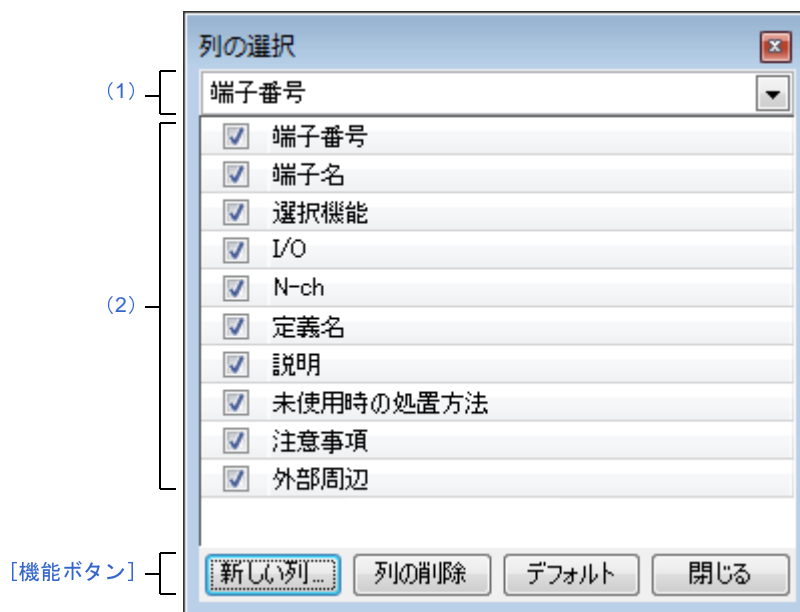 列の選択
(1)
端子番号
端子番号
端子名
選択機能
I/O
N-ch
(2)
定義名
説明
未使用時の処置方法
注意事項
外部周辺
[機能ボタン]
新しい列...
列の削除
デフォルト
閉じる